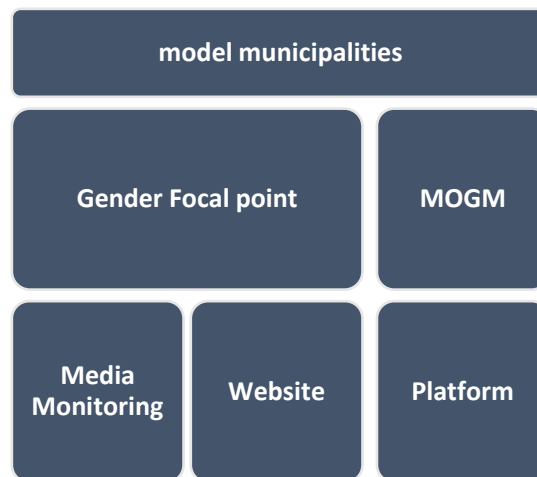 model municipalities
Gender Focal point
MOGM
Media
Monitoring
Website
Platform